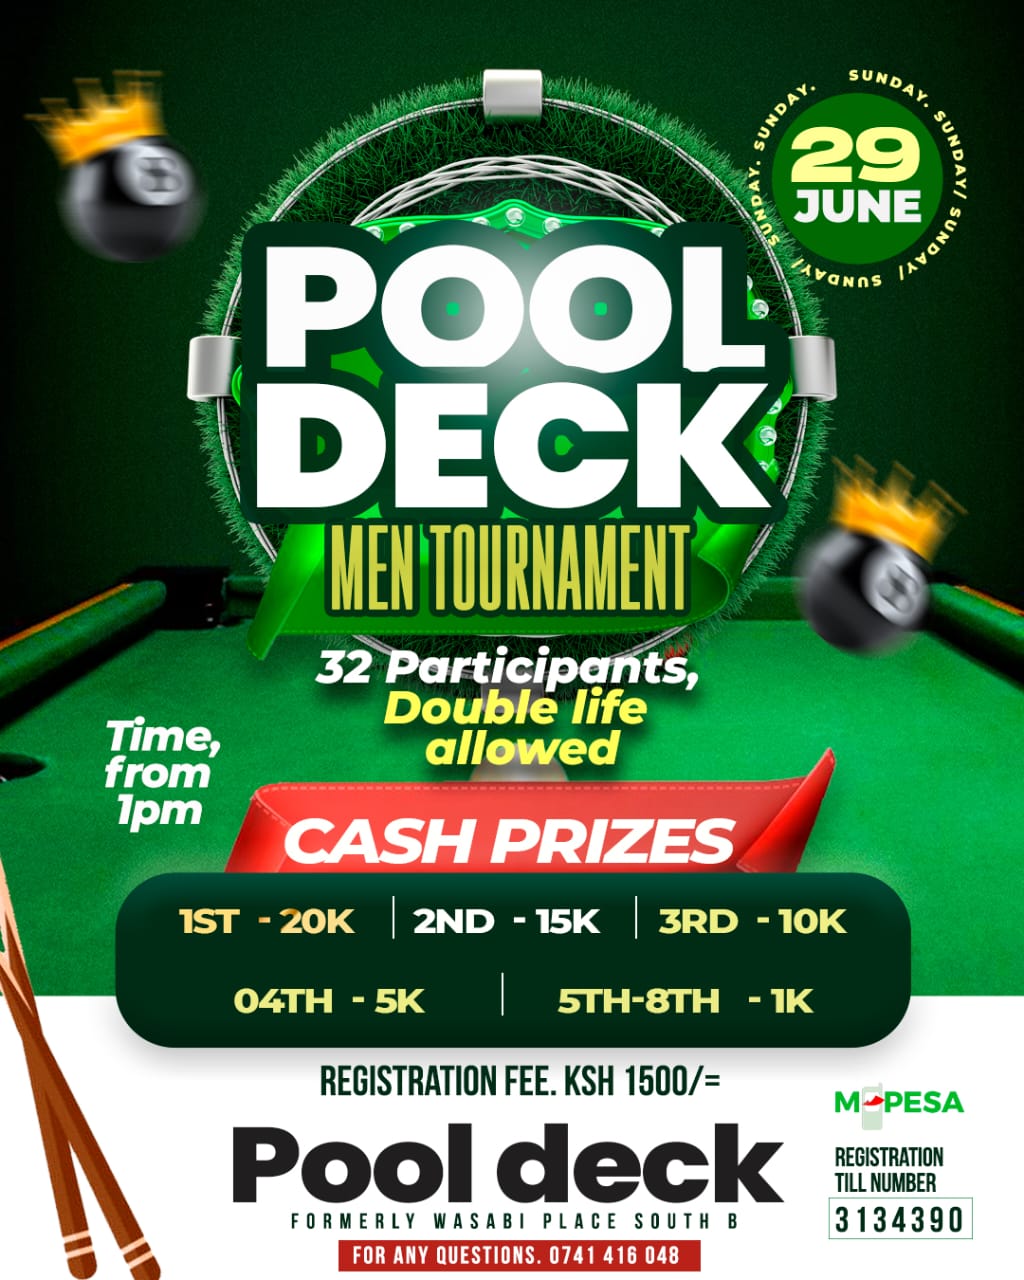 SUNDAY. SUNDAY. SUNDAY/ SUNDAY/ SUNDAY/ SUNDAY.
29
JUNE
8
POOL
DECK
MEN TOURNAMENT
8
32 Participants,
Double life
allowed
Time,
from
1pm
CASH PRIZES
1ST - 20K | 2ND - 15K | 3RD - 10K
04TH - 5K | 5TH-8TH - 1K
REGISTRATION FEE. KSH 1500/=
M PESA
Pool deck
FORMERLY WASABI PLACE SOUTH B
REGISTRATION
TILL NUMBER
3134390
FOR ANY QUESTIONS. 0741 416 048